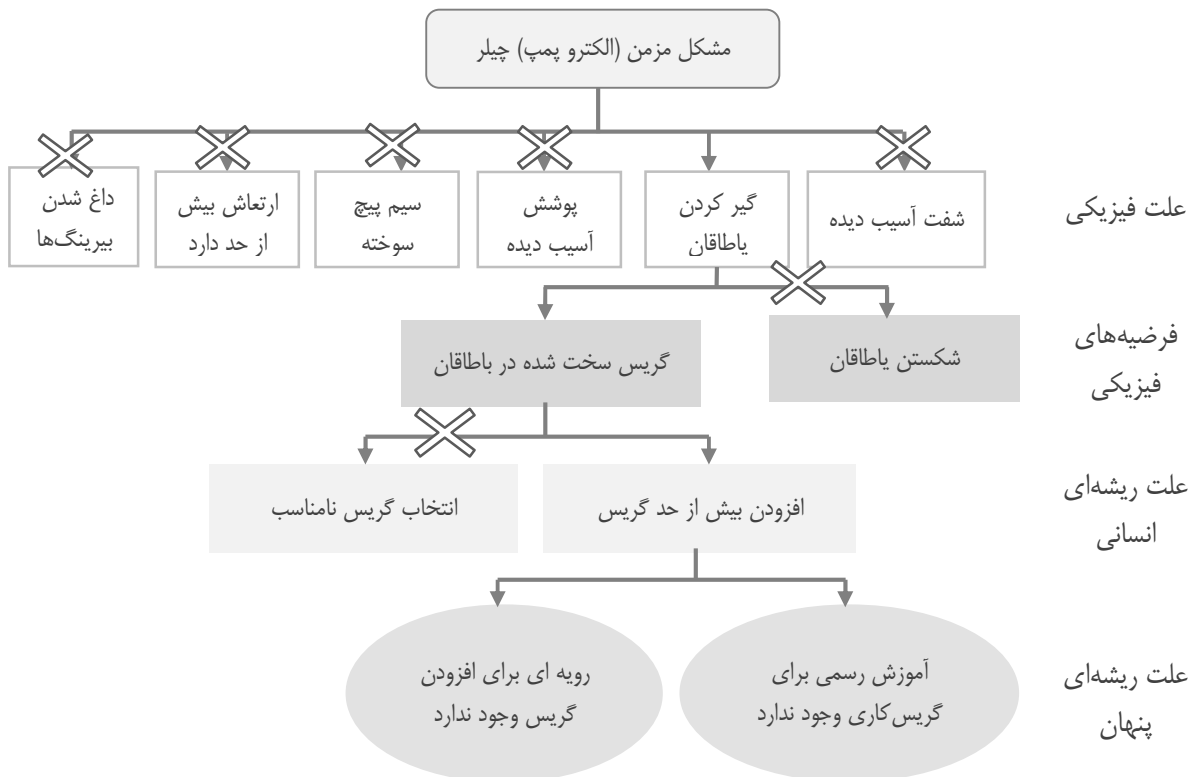 مشکل مزمن (الکترو پمپ) چیلر
علت فیزیکی
شفت آسیب دیده
گیر کردن
یاطاقان
پوشش
آسیب دیده
سیم پیچ
سوخته
ارتعاش بیش
از حد دارد
داغ شدن
بیرینگ‌ها
فرضیه‌های
فیزیکی
شکستن یاطاقان
گریس سخت شده در باطاقان
علت ریشه‌ای
انسانی
افزودن بیش از حد گریس
انتخاب گریس نامناسب
علت ریشه‌ای
پنهان
آموزش رسمی برای
گریس‌کاری وجود ندارد
رویه ای برای افزودن
گریس وجود ندارد